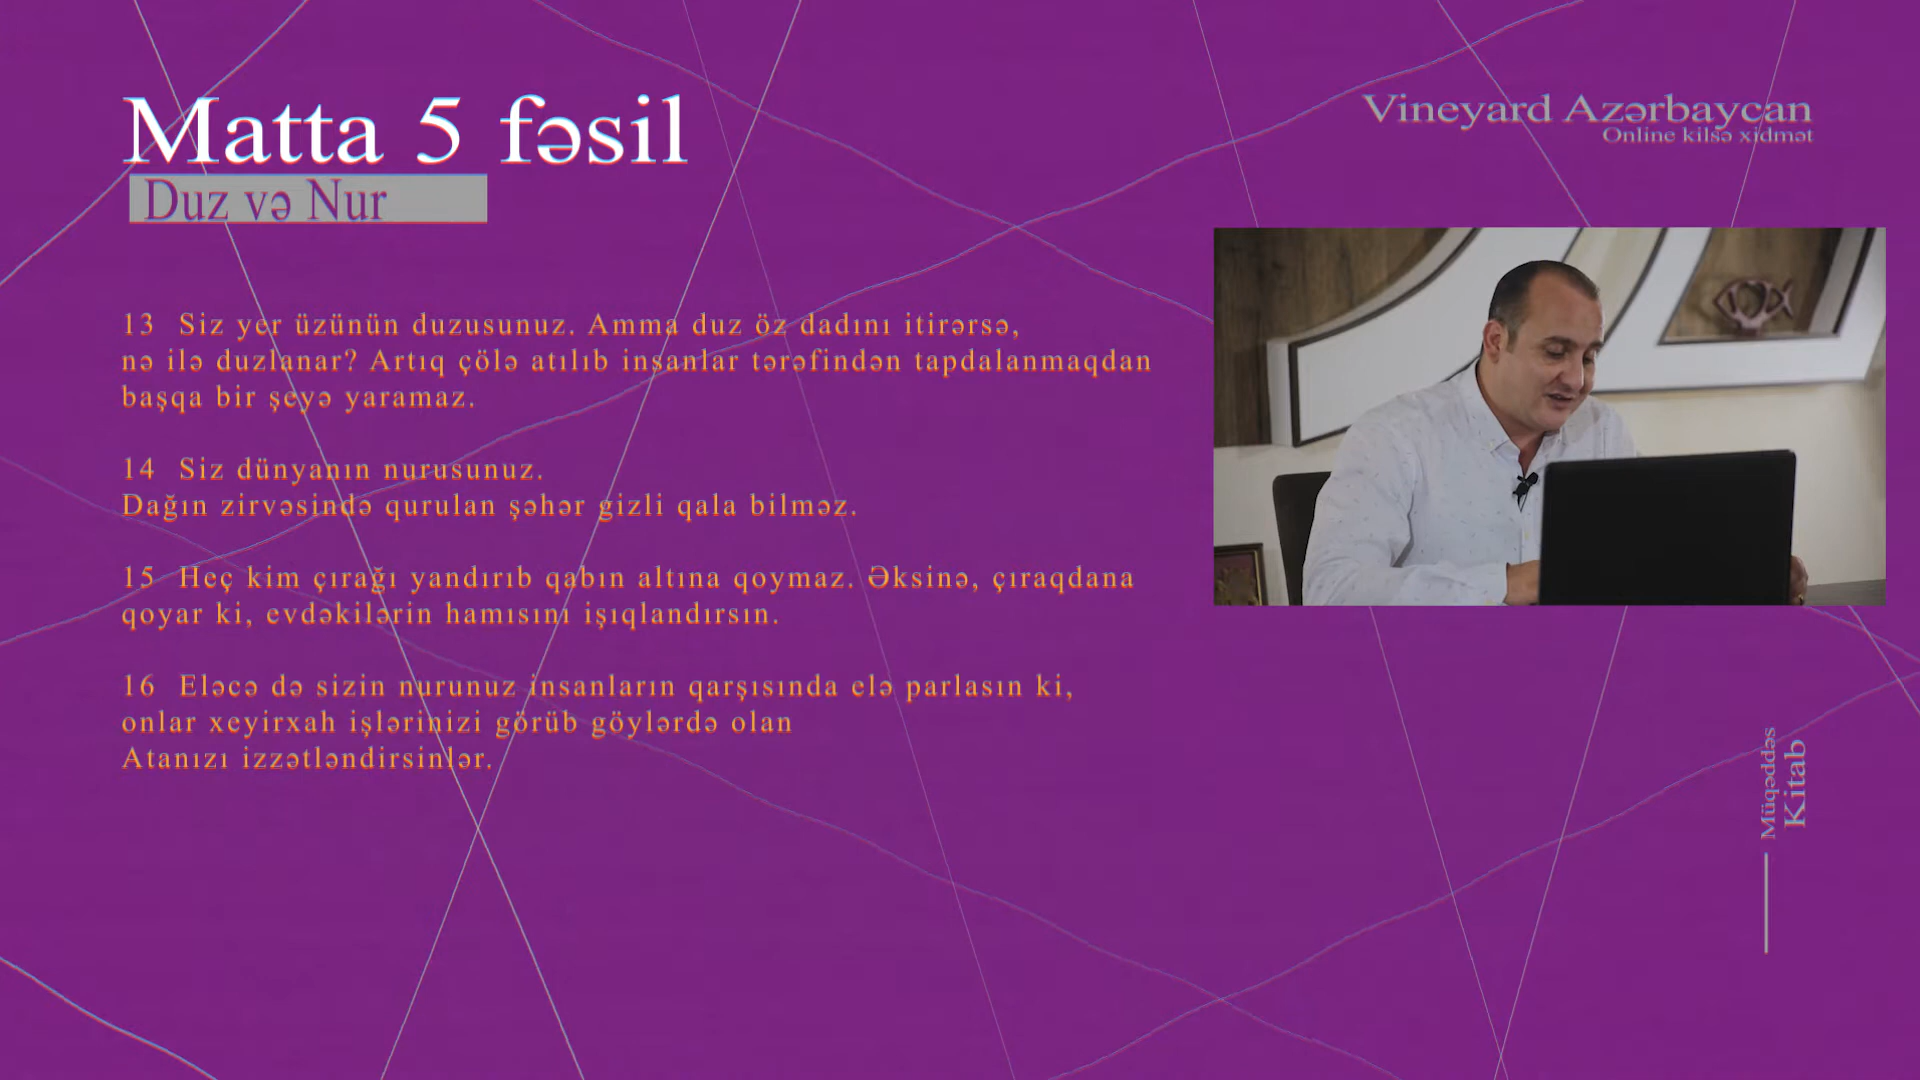 Matta 5 fəsil
Duz və Nur
Vineyard Azərbaycan
Online kilsə xidmət
13 Siz yer üzünün duzusunuz. Amma duz öz dadını itirərsə,
nə ilə duzlanar? Artıq çölə atılıb insanlar tərəfindən tapdalanmaqdan
başqa bir şeyə yaramaz.
14 Siz dünyanın nurusunuz.
Dağın zirvəsində qurulan şəhər gizli qala bilməz.
15 Heç kim çırağı yandırıb qabın altına qoymaz. Əksinə, çıraqdana
qoyar ki, evdəkilərin hamısını işıqlandırsın.
16 Eləcə də sizin nurunuz insanların qarşısında elə parlasın ki,
onlar xeyirxah işlərinizi görüb göylərdə olan
Atanızı izzətləndirsinlər.
Müqəddəs
Kitab